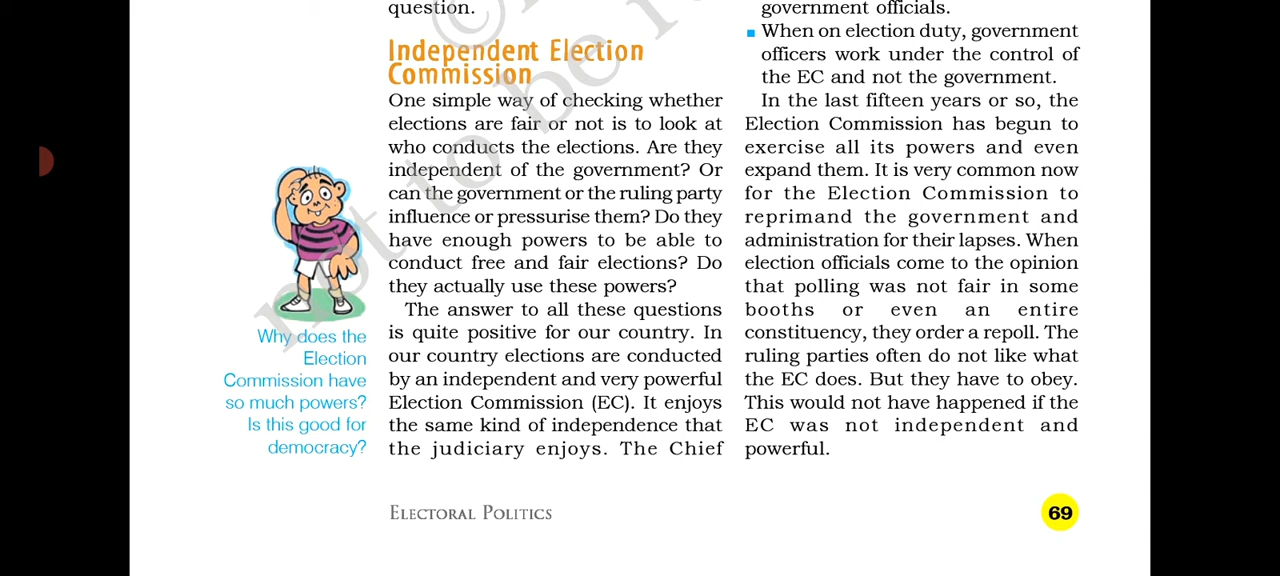 question.
Independent Election
Commission
One simple way of checking whether
elections are fair or not is to look at
who conducts the elections. Are they
independent of the government? Or
can the government or the ruling party
influence or pressurise them? Do they
have enough powers to be able to
conduct free and fair elections? Do
they actually use these powers?
The answer to all these questions
is quite positive for our country. In
our country elections are conducted
by an independent and very powerful
Election Commission (EC). It enjoys
the same kind of independence that
the judiciary enjoys. The Chief
Why does the
Election
Commission have
so much powers?
Is this good for
democracy?
government officials.
When on election duty, government
officers work under the control of
the EC and not the government.
In the last fifteen years or so, the
Election Commission has begun to
exercise all its powers and even
expand them. It is very common now
for the Election Commission to
reprimand the government and
administration for their lapses. When
election officials come to the opinion
that polling was not fair in some
booths or even an entire
constituency, they order a repoll. The
ruling parties often do not like what
the EC does. But they have to obey.
This would not have happened if the
EC was not independent and
powerful.
ELECTORAL POLITICS
69
not to be r
©